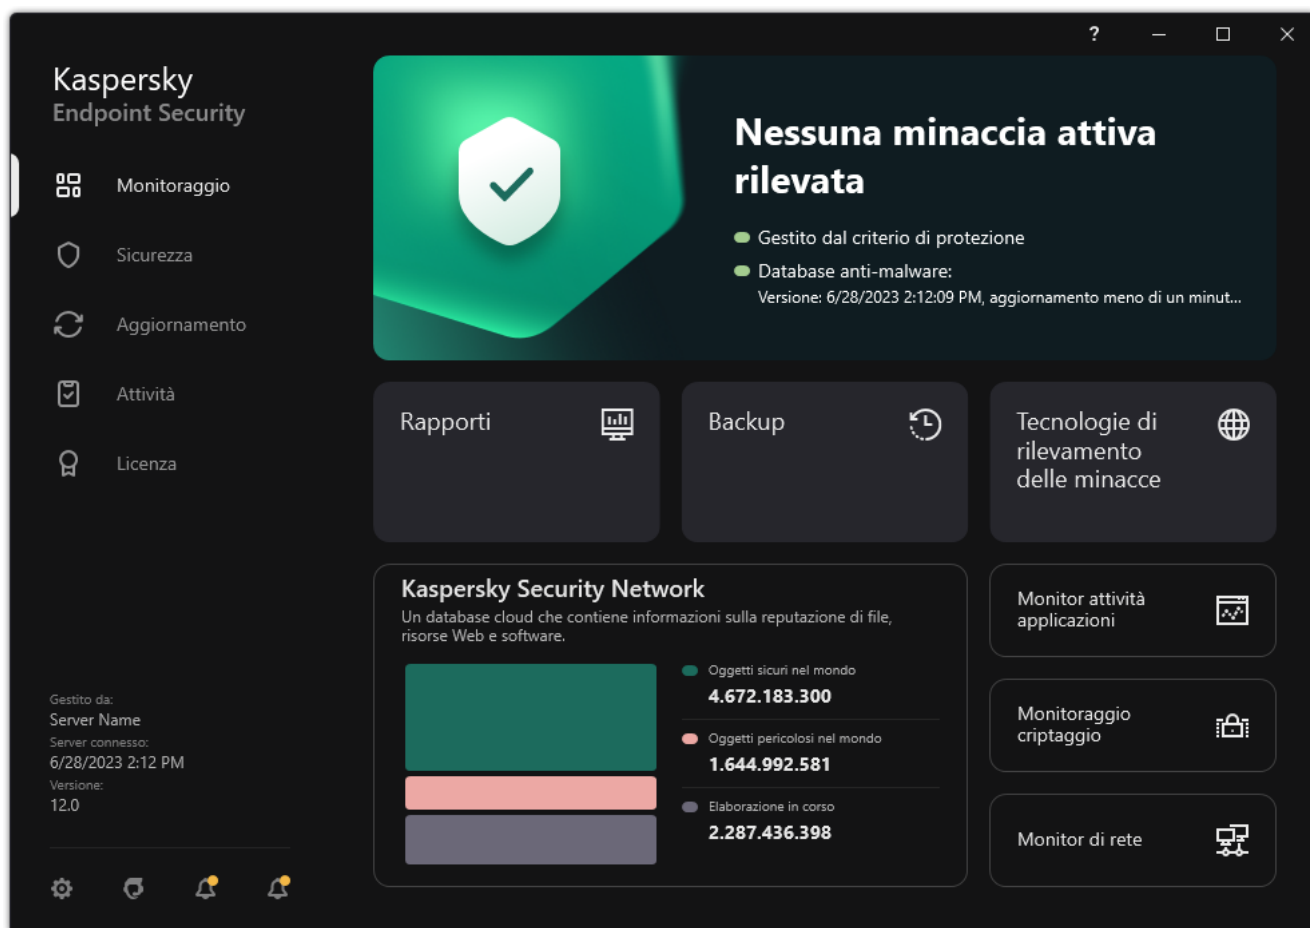 ?
Kaspersky
Endpoint Security
Monitoraggio
Sicurezza
Aggiornamento
Attività
Licenza
Gestito da:
Server Name
Server connesso:
6/28/2023 2:12 PM
Versione:
12.0
Nessuna minaccia attiva
rilevata
Gestito dal criterio di protezione
Database anti-malware:
Versione: 6/28/2023 2:12:09 PM, aggiornamento meno di un minut...
Rapporti
Backup
Tecnologie di
rilevamento
delle minacce
Kaspersky Security Network
Un database cloud che contiene informazioni sulla reputazione di file,
risorse Web e software.
Oggetti sicuri nel mondo
4.672.183.300
Oggetti pericolosi nel mondo
1.644.992.581
Elaborazione in corso
2.287.436.398
Monitor attività
applicazioni
Monitoraggio
criptaggio
Monitor di rete